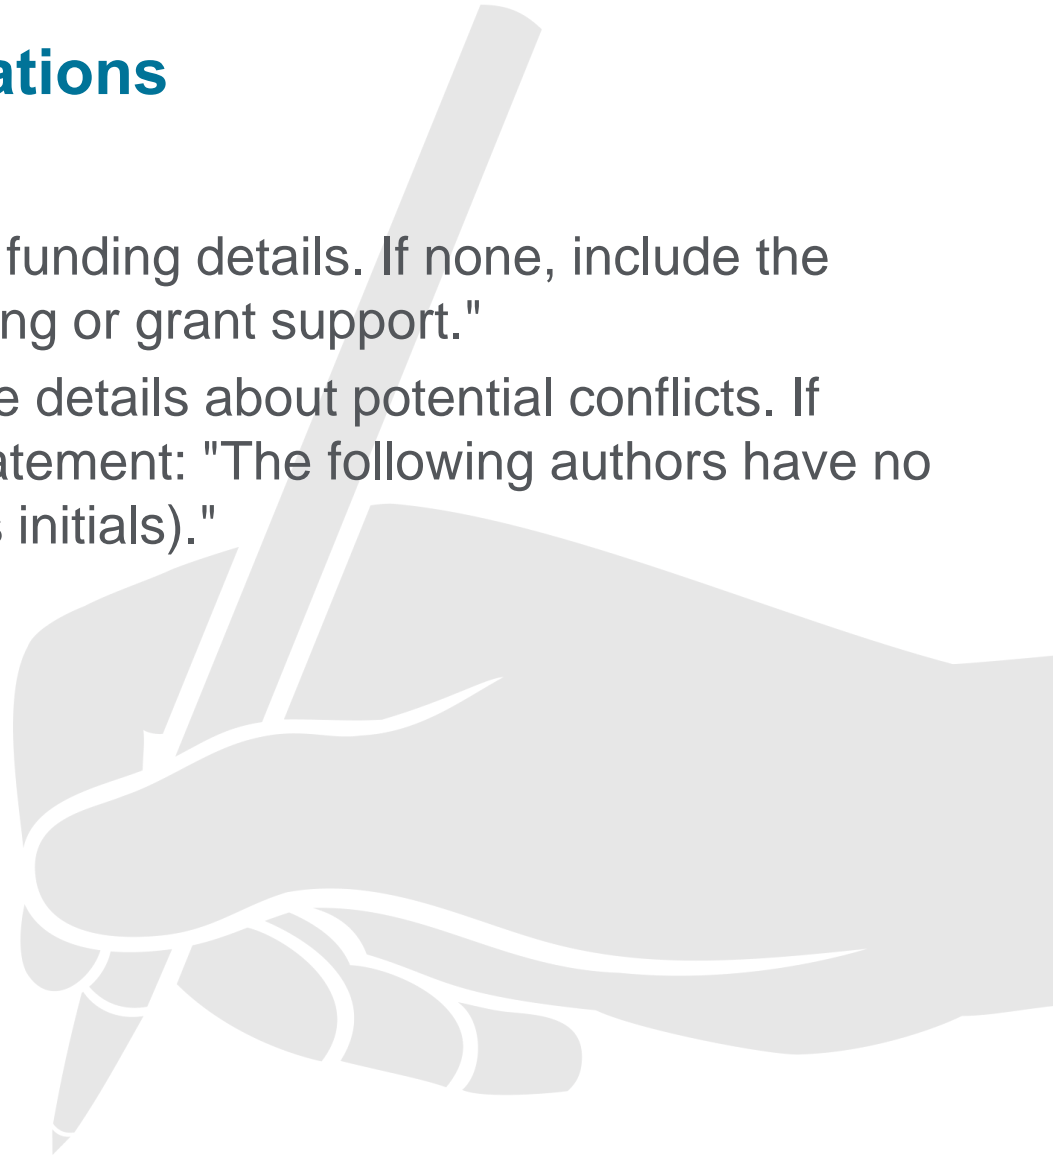 ations
funding details. If none, include the
ing or grant support."
e details about potential conflicts. If
atement: "The following authors have no
s initials)."